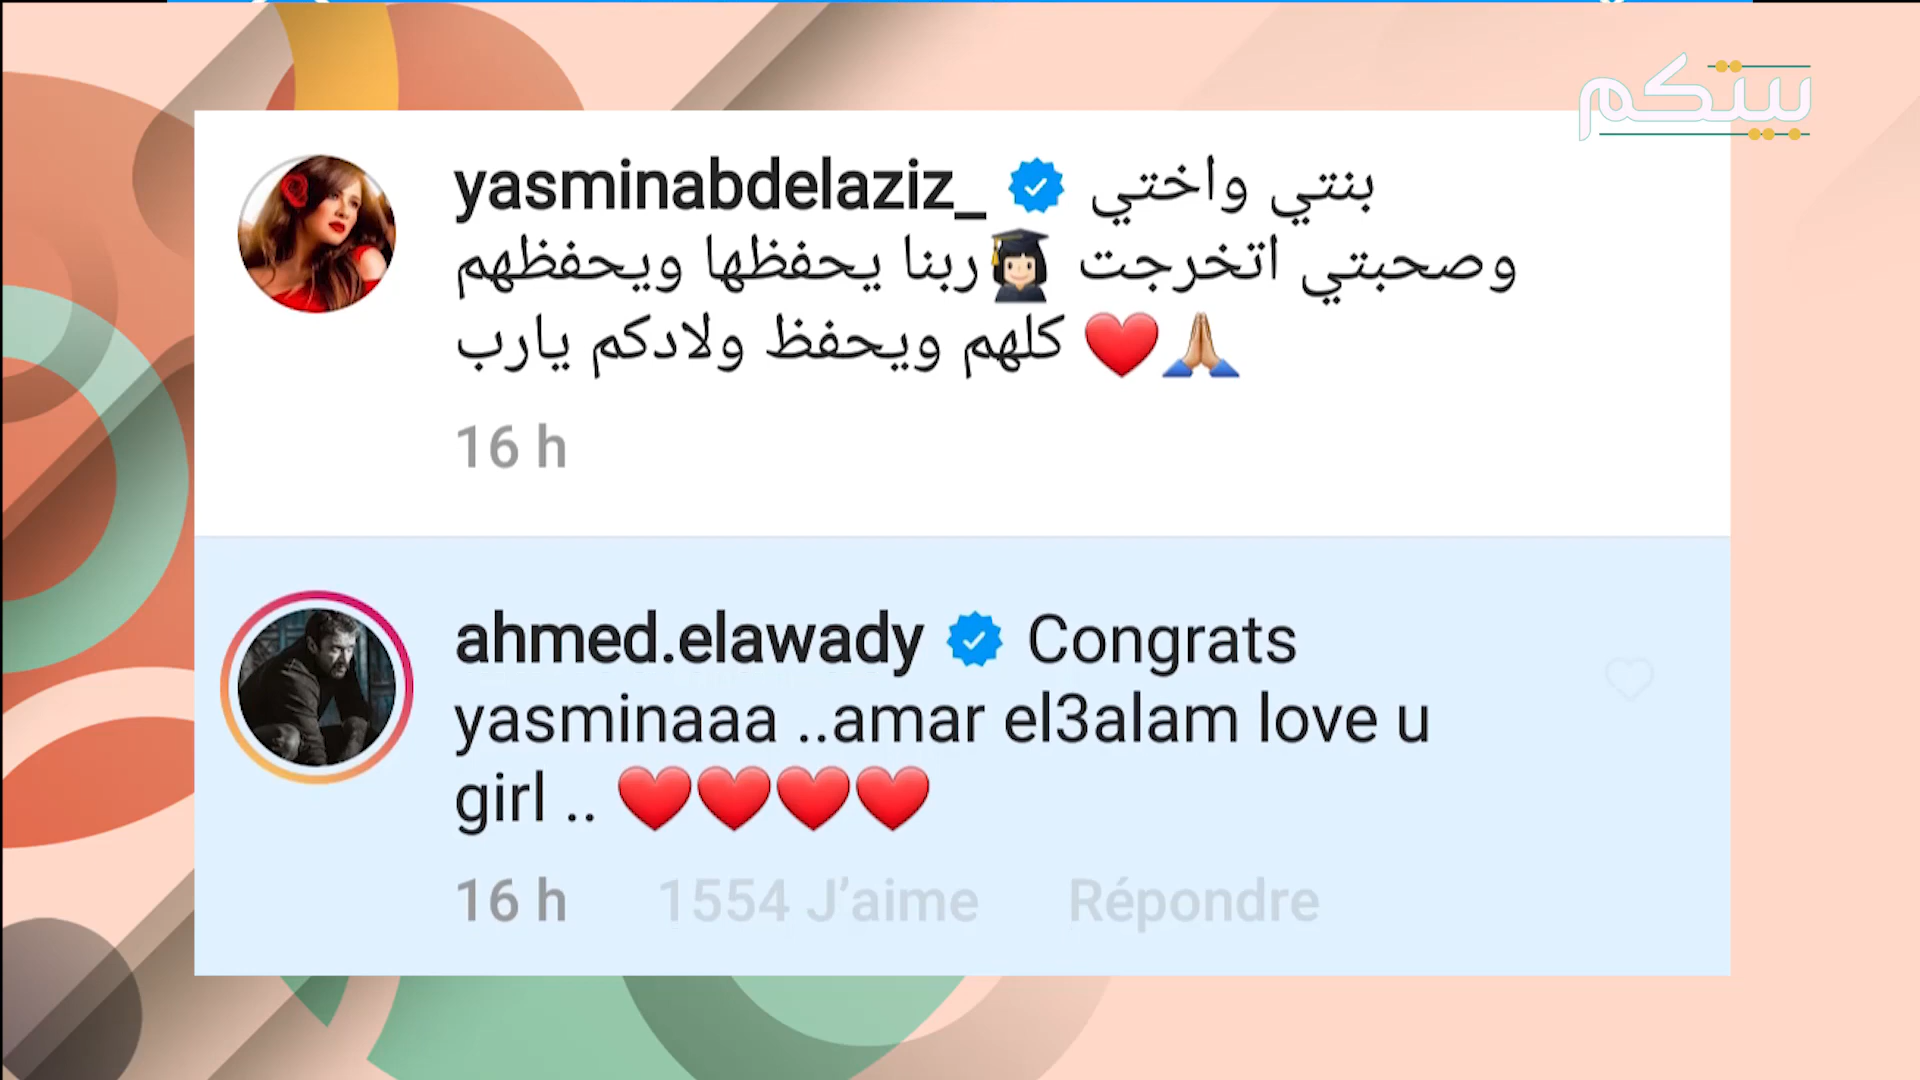 بيتكم
yasminabdelaziz_ بنتي واختي
وصحبتي اتخرجت 👩🏻‍🎓ربنا يحفظها ويحفظهم
كلهم ويحفظ ولادكم يارب ❤️🙏🏼
16 h
ahmed.elawady Congrats
yasminaaa ..amar el3alam love u
girl .. ❤️❤️❤️❤️
16 h 1554 J’aime Répondre